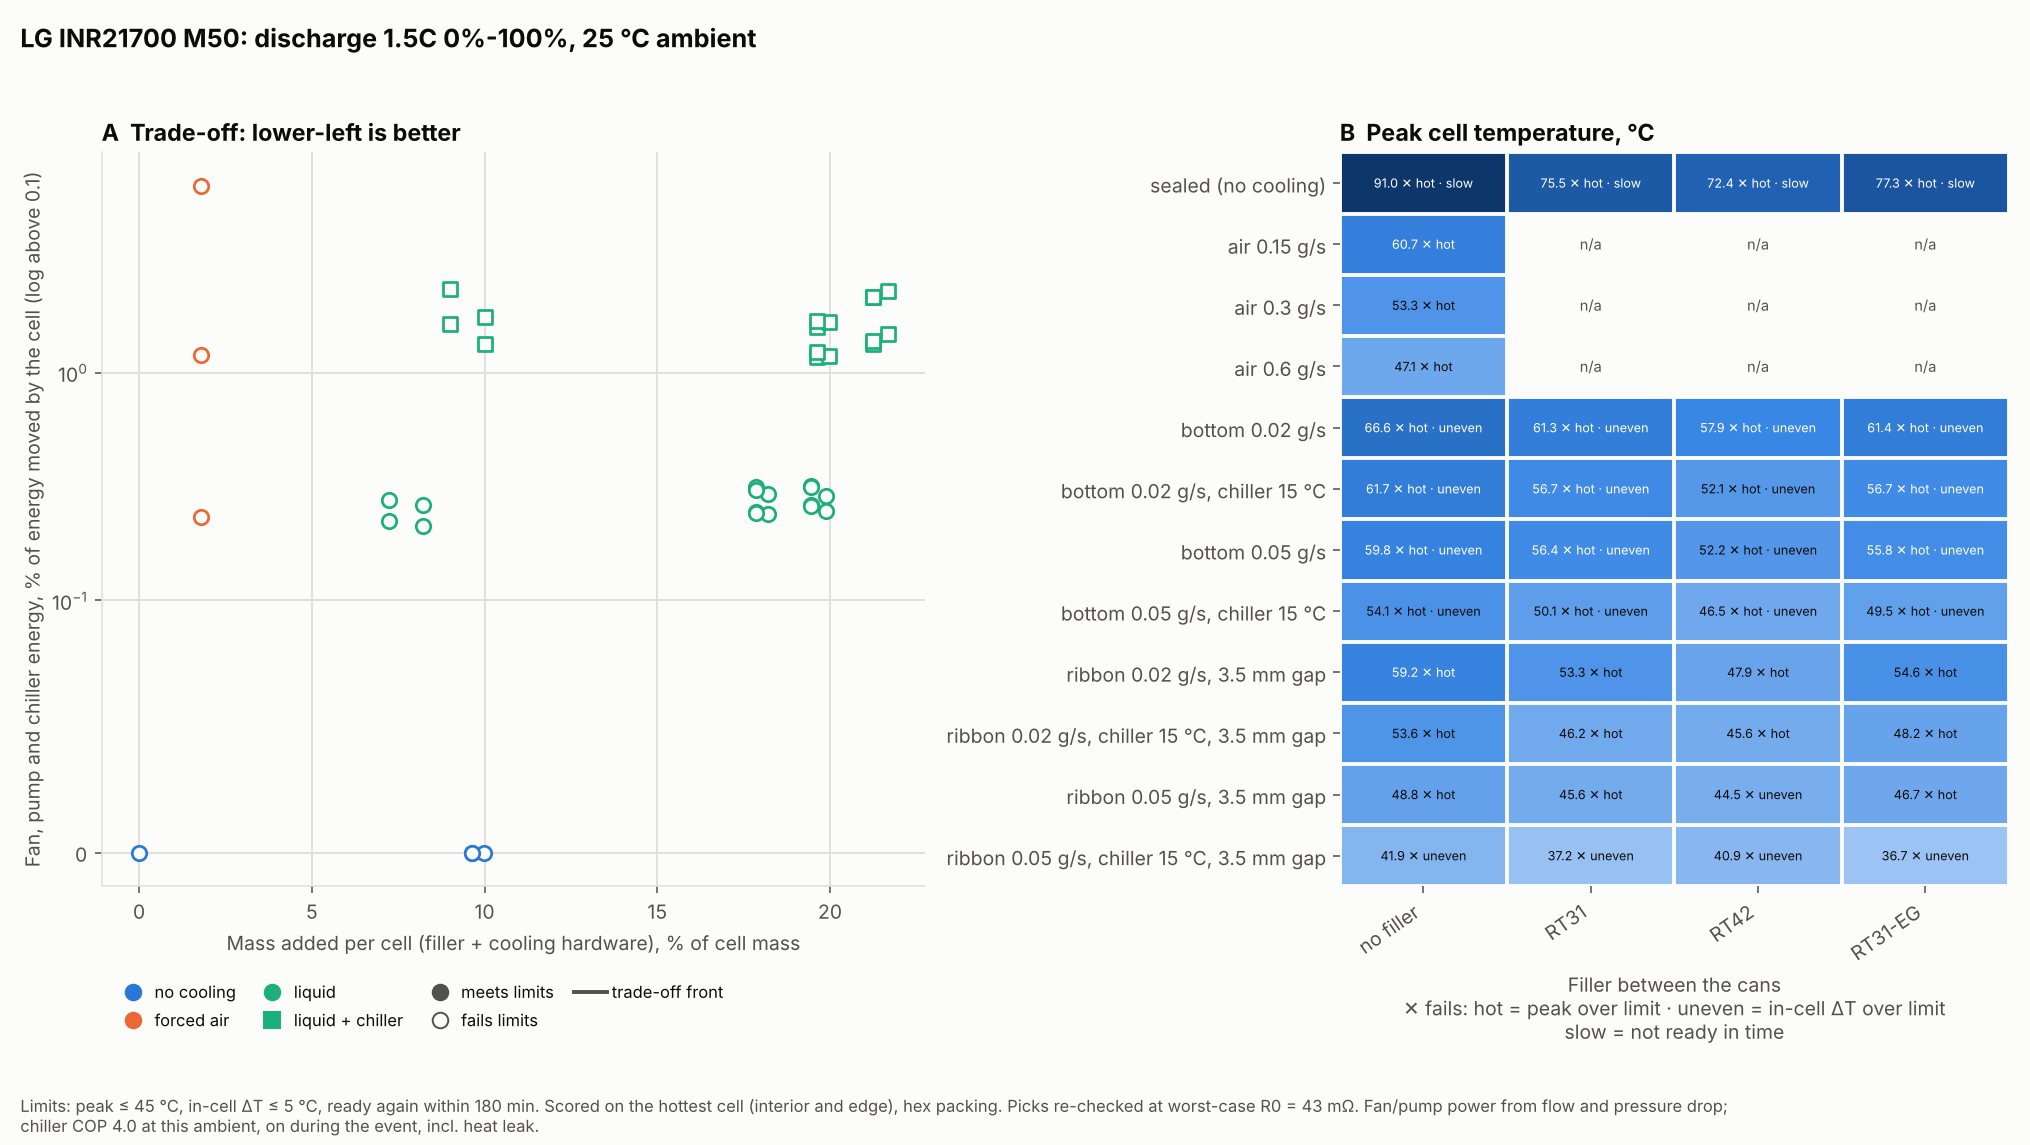 LG INR21700 M50: discharge 1.5C 0%-100%, 25 °C ambient
A Trade-off: lower-left is better
Fan, pump and chiller energy, % of energy moved by the cell (log above 0.1)
10⁰
10⁻¹
0
0 5 10 15 20
Mass added per cell (filler + cooling hardware), % of cell mass
no cooling liquid meets limits trade-off front
forced air liquid + chiller fails limits
B Peak cell temperature, °C
sealed (no cooling) 91.0 ✕ hot · slow 75.5 ✕ hot · slow 72.4 ✕ hot · slow 77.3 ✕ hot · slow
air 0.15 g/s 60.7 ✕ hot n/a n/a n/a
air 0.3 g/s 53.3 ✕ hot n/a n/a n/a
air 0.6 g/s 47.1 ✕ hot n/a n/a n/a
bottom 0.02 g/s 66.6 ✕ hot · uneven 61.3 ✕ hot · uneven 57.9 ✕ hot · uneven 61.4 ✕ hot · uneven
bottom 0.02 g/s, chiller 15 °C 61.7 ✕ hot · uneven 56.7 ✕ hot · uneven 52.1 ✕ hot · uneven 56.7 ✕ hot · uneven
bottom 0.05 g/s 59.8 ✕ hot · uneven 56.4 ✕ hot · uneven 52.2 ✕ hot · uneven 55.8 ✕ hot · uneven
bottom 0.05 g/s, chiller 15 °C 54.1 ✕ hot · uneven 50.1 ✕ hot · uneven 46.5 ✕ hot · uneven 49.5 ✕ hot · uneven
ribbon 0.02 g/s, 3.5 mm gap 59.2 ✕ hot 53.3 ✕ hot 47.9 ✕ hot 54.6 ✕ hot
ribbon 0.02 g/s, chiller 15 °C, 3.5 mm gap 53.6 ✕ hot 46.2 ✕ hot 45.6 ✕ hot 48.2 ✕ hot
ribbon 0.05 g/s, 3.5 mm gap 48.8 ✕ hot 45.6 ✕ hot 44.5 ✕ uneven 46.7 ✕ hot
ribbon 0.05 g/s, chiller 15 °C, 3.5 mm gap 41.9 ✕ uneven 37.2 ✕ uneven 40.9 ✕ uneven 36.7 ✕ uneven
no filler RT31 RT42 RT31-EG
Filler between the cans
✕ fails: hot = peak over limit · uneven = in-cell ΔT over limit
slow = not ready in time
Limits: peak ≤ 45 °C, in-cell ΔT ≤ 5 °C, ready again within 180 min. Scored on the hottest cell (interior and edge), hex packing. Picks re-checked at worst-case R0 = 43 mΩ. Fan/pump power from flow and pressure drop;
chiller COP 4.0 at this ambient, on during the event, incl. heat leak.